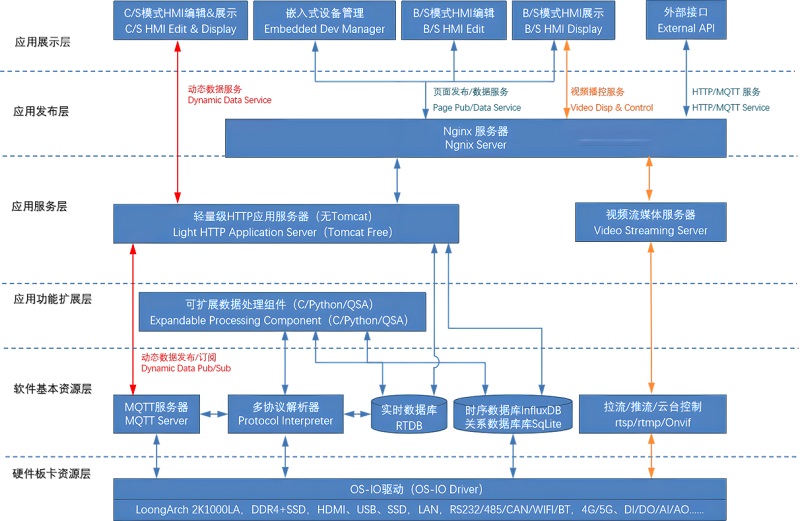 应用展示层
C/S模式HMI编辑&展示
C/S HMI Edit & Display
嵌入式设备管理
Embedded Dev Manager
B/S模式HMI编辑
B/S HMI Edit
B/S模式HMI展示
B/S HMI Display
外部接口
External API
应用发布层
动态数据服务
Dynamic Data Service
页面发布/数据服务
Page Pub/Data Service
视频播控服务
Video Disp & Control
HTTP/MQTT 服务
HTTP/MQTT Service
Nginx 服务器
Ngnix Server
应用服务层
轻量级HTTP应用服务器（无Tomcat)
Light HTTP Application Server（Tomcat Free）
视频流媒体服务器
Video Streaming Server
应用功能扩展层
可扩展数据处理组件（C/Python/QSA）
Expandable Processing Component（C/Python/QSA）
动态数据发布/订阅
Dynamic Data Pub/Sub
软件基本资源层
MQTT服务器
MQTT Server
多协议解析器
Protocol Interpreter
实时数据库
RTDB
时序数据库InfluxDB
关系数据库库SqLite
拉流/推流/云台控制
rtsp/rtmp/Onvif
硬件板卡资源层
OS-IO驱动（OS-IO Driver）
LoongArch 2K1000LA，DDR4+SSD，HDMI、USB、SSD，LAN，RS232/485/CAN/WIFI/BT，4G/5G、DI/DO/AI/AO……